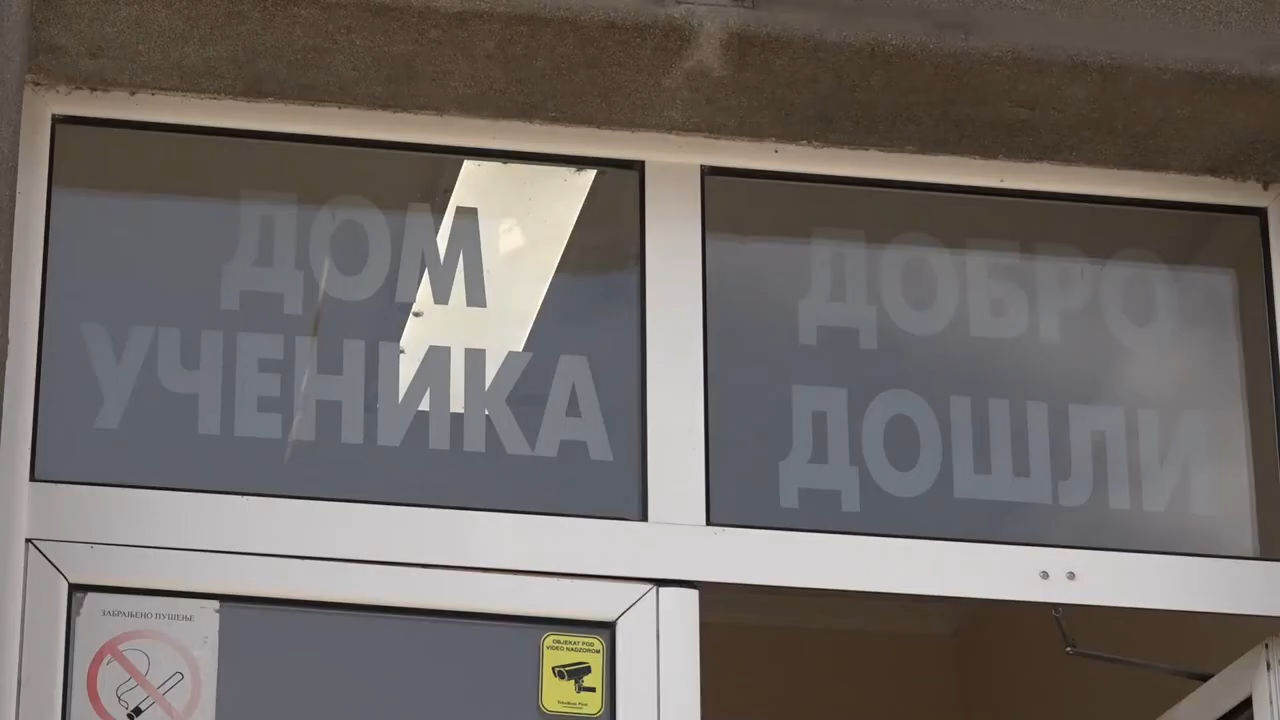 ДОМ
УЧЕНИКА
ДОБРО
ДОШЛИ
ЗАБРАЊЕНО ПУШЕЊЕ
OBJEKAT POD
VIDEO NADZOROM